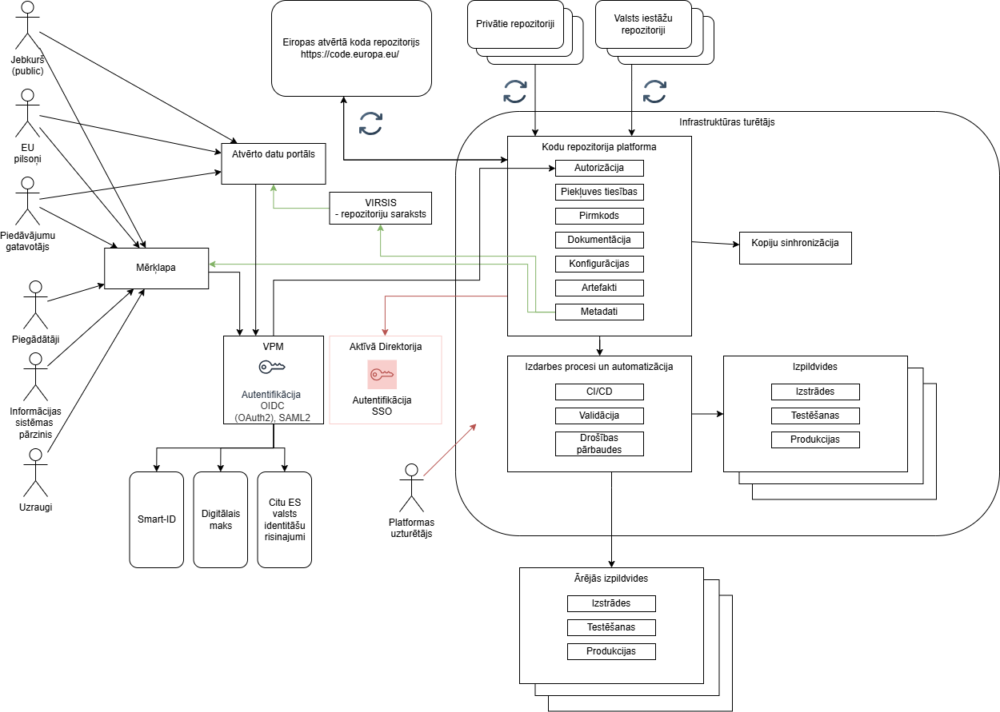 Jebkurš
(public)
EU
pilsoņi
Piedāvājumu
gatavotājs
Piegādātāji
Informācijas
sistēmas
pārzinis
Uzraugi
Eiropas atvērtā koda repozitorijs
https://code.europa.eu/
Privātie repozitoriji
Valsts iestāžu
repozitoriji
Atvērto datu portāls
VIRSIS
- repozitoriju saraksts
Mērķlapa
VPM
Autentifikācija
OIDC
(OAuth2), SAML2
Aktīvā Direktorija
Autentifikācija
SSO
Smart-ID
Digitālais
maks
Citu ES
valsts
identitāšu
risinajumi
Platformas
uzturētājs
Infrastruktūras turētājs
Kodu repozitorija platforma
Autorizācija
Piekļuves tiesības
Pirmkods
Dokumentācija
Konfigurācijas
Artefakti
Metadati
Kopiju sinhronizācija
Izdarbes procesi un automatizācija
CI/CD
Validācija
Drošības
pārbaudes
Izpildvides
Izstrādes
Testēšanas
Produkcijas
Ārējās izpildvides
Izstrādes
Testēšanas
Produkcijas